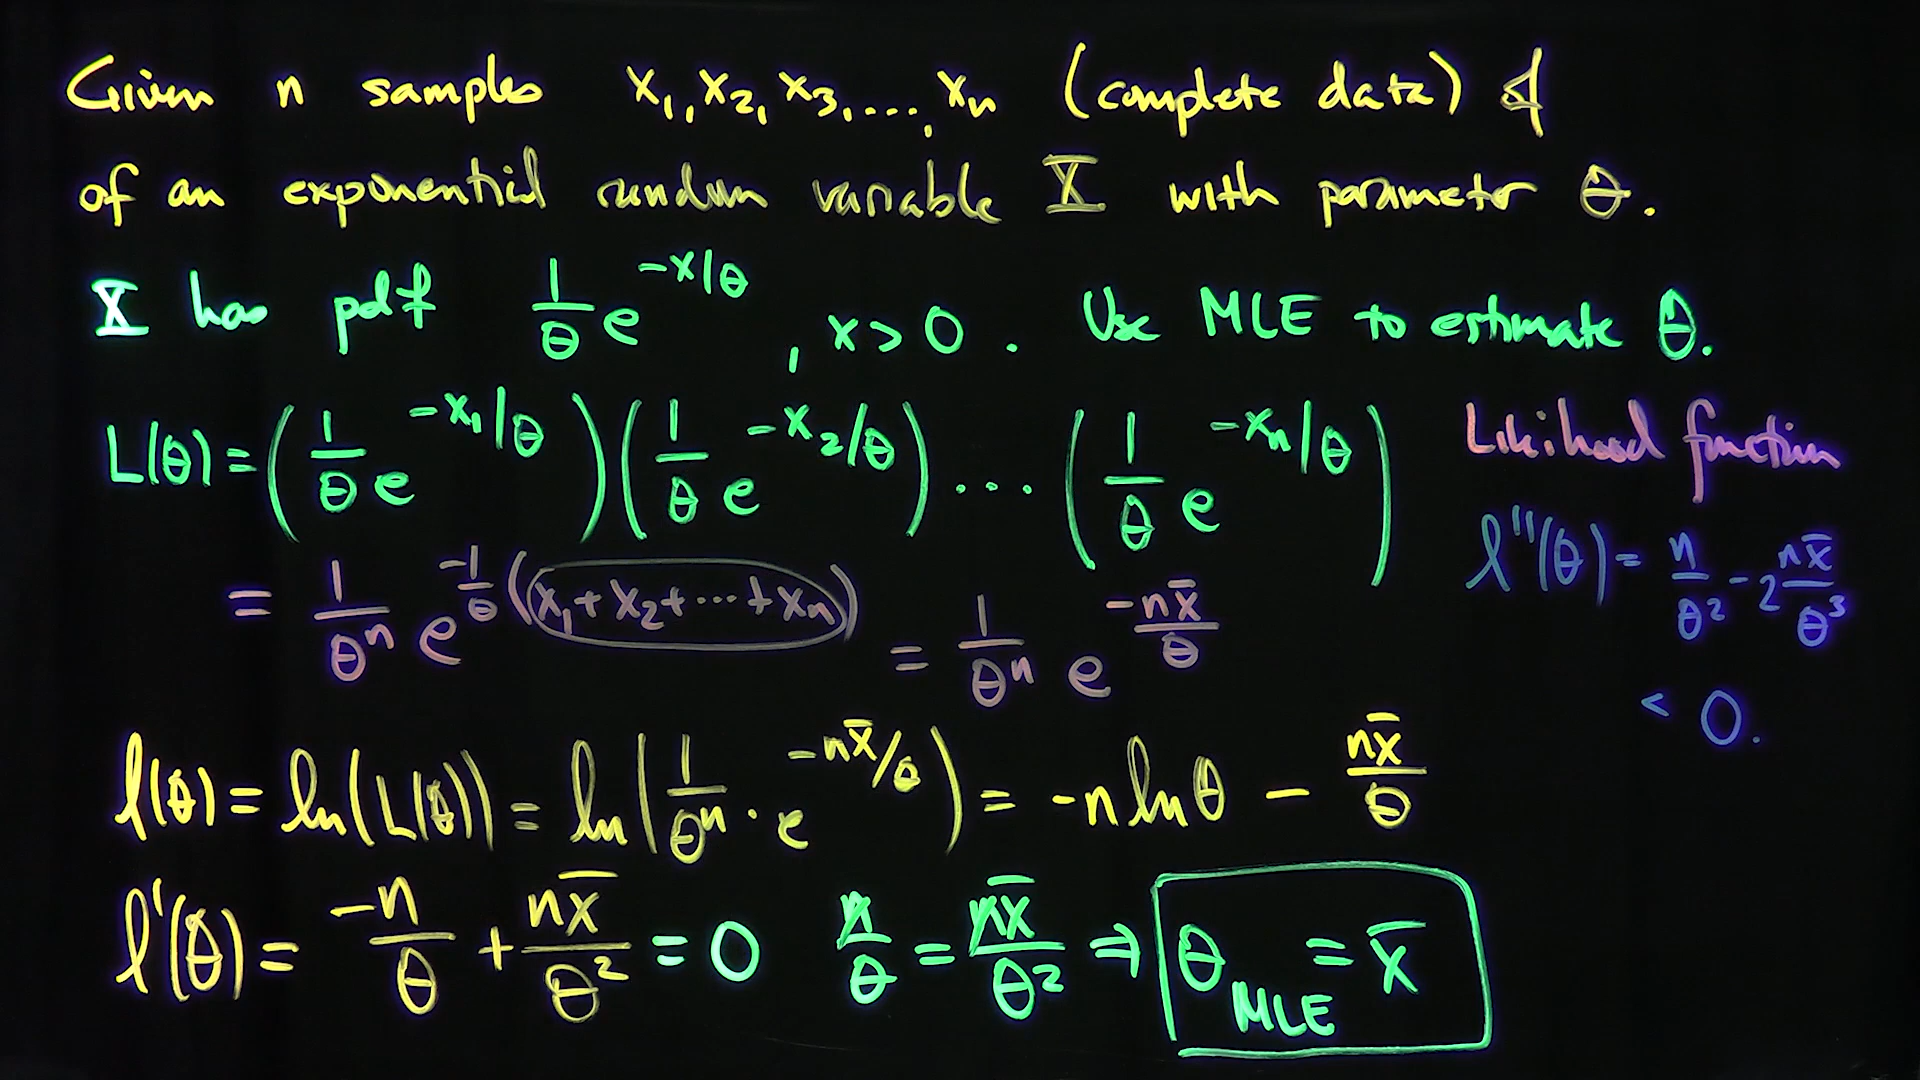 Given n samples x₁, x₂, x₃, ..., xₙ (complete data)
of an exponential random variable X with parameter θ.
X has pdf 1/θ e^(-x/θ), x > 0. Use MLE to estimate θ.
L(θ) = (1/θ e^(-x₁/θ)) (1/θ e^(-x₂/θ)) ... (1/θ e^(-xₙ/θ))
Likihood function
= 1/θⁿ e^(-1/θ (x₁+x₂+...+xₙ)) = 1/θⁿ e^(-nx̄/θ)
l''(θ) = n/θ² - 2 nx̄/θ³
< 0.
l(θ) = ln(L(θ)) = ln(1/θⁿ · e^(-nx̄/θ)) = -n ln θ - nx̄/θ
l'(θ) = -n/θ + nx̄/θ² = 0 n/θ = nx̄/θ² ⇒ θ_MLE = x̄